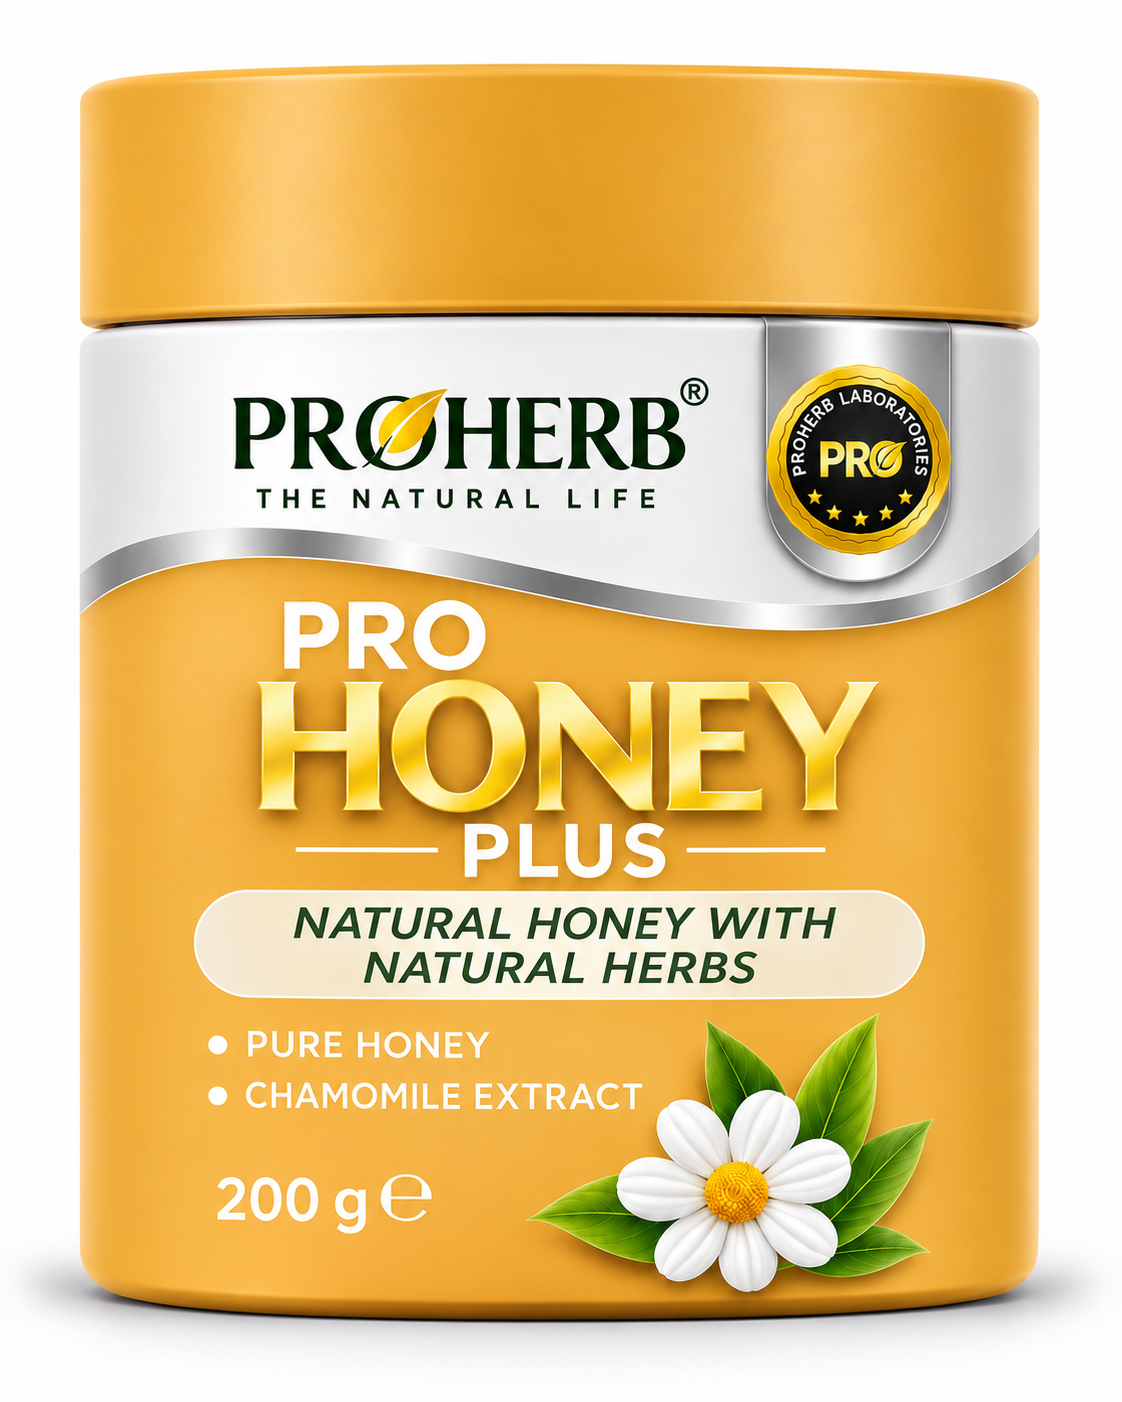 PROHERB®
THE NATURAL LIFE
PROHERB LABORATORIES
PRO
PRO
HONEY
PLUS
NATURAL HONEY WITH
NATURAL HERBS
• PURE HONEY
• CHAMOMILE EXTRACT
200 g ℮